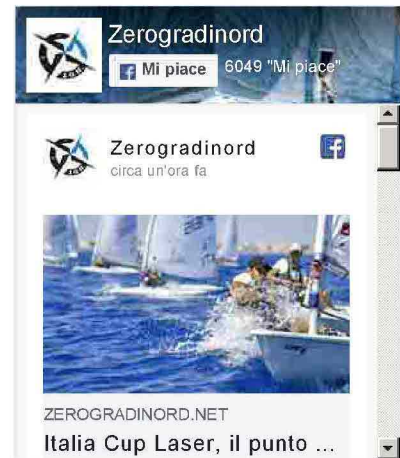 Zerogradinord
Mi piace 6049 "Mi piace"
Zerogradinord
circa un'ora fa
ZEROGRADINORD.NET
Italia Cup Laser, il punto ...